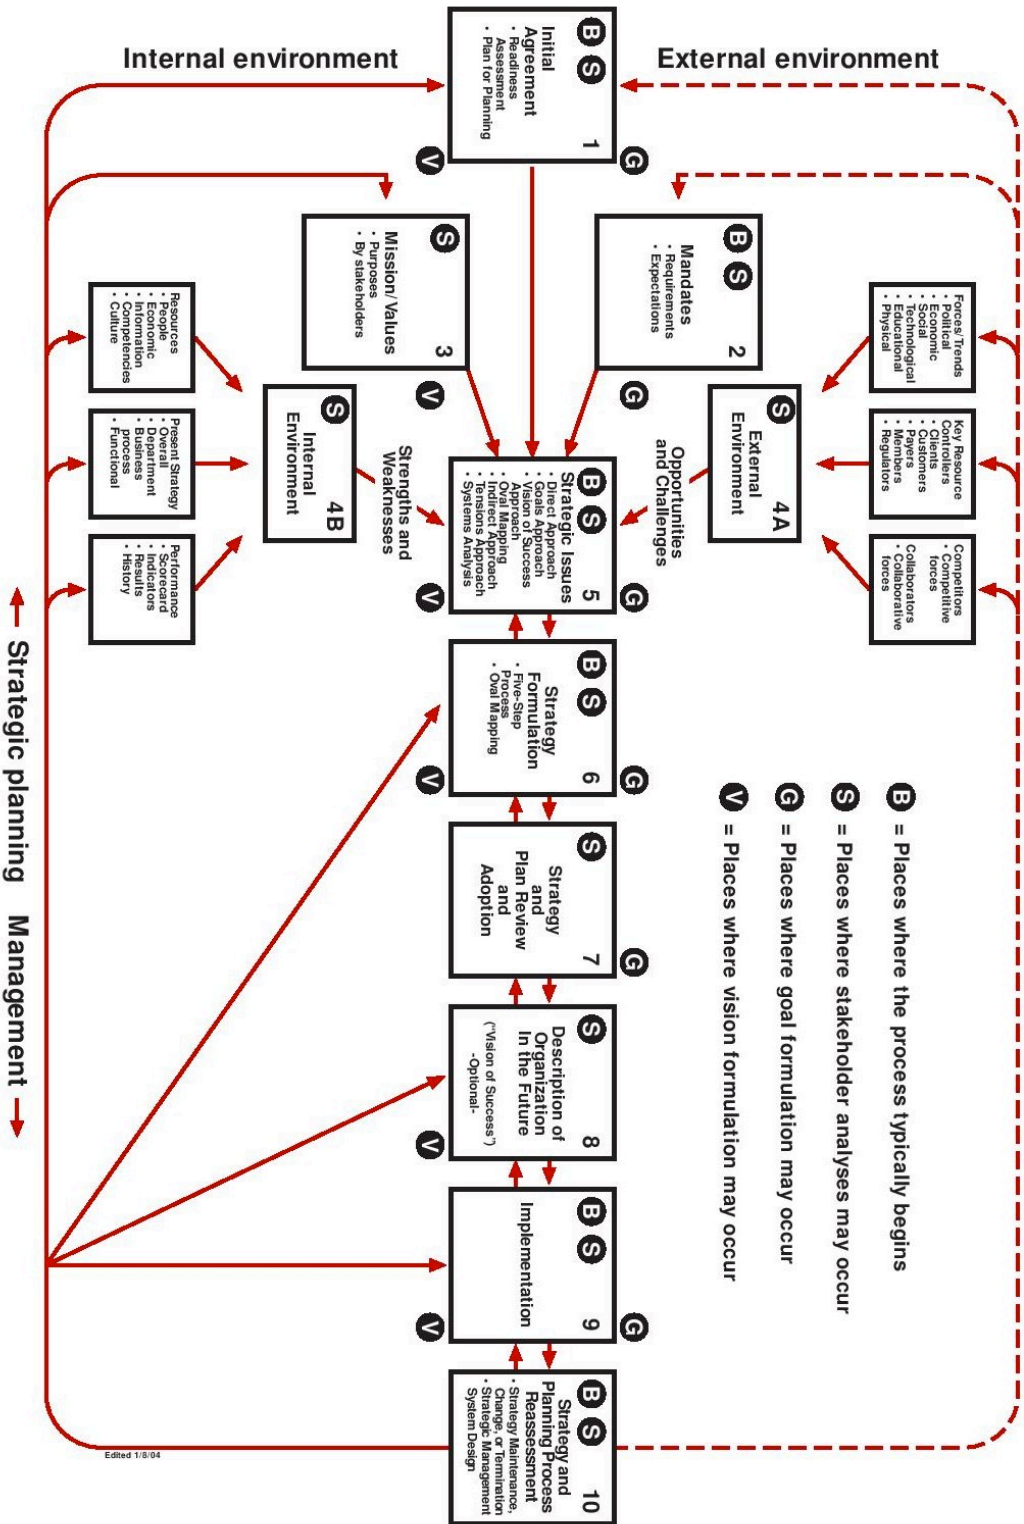 External environment
Internal environment
Forces/Trends
• Political
• Economic
• Social
• Technological
• Educational
• Physical
Key Resource
Controllers
• Clients
• Customers
• Payers
• Members
• Regulators
Competitors
• Competitive
forces
Collaborators
• Collaborative
forces
S
4A
External
Environment
Opportunities
and Challenges
B = Places where the process typically begins
S = Places where stakeholder analyses may occur
G = Places where goal formulation may occur
V = Places where vision formulation may occur
B S 2
Mandates
• Requirements
• Expectations
G
G
B S 1
Initial
Agreement
• Readiness
Assessment
• Plan for Planning
V
S 3
Mission/Values
• Purposes
• By stakeholders
V
G
B S 5
Strategic Issues
• Direct Approach
• Goals Approach
• Vision of Success
Approach
• Oval Mapping
• Indirect Approach
• Tensions Approach
• Systems Analysis
V
G
B S 6
Strategy
Formulation
• Five-Step
Process
• Oval Mapping
V
G
S 7
Strategy
and
Plan Review
and
Adoption
S 8
Description of
Organization
In the Future
("Vision of Success")
-Optional-
V
G
B S 9
Implementation
V
B S 10
Strategy and
Planning Process
Reassessment
• Strategy Maintenance,
Change, or Termination
• Strategic Management
System Design
Strengths and
Weaknesses
S
4B
Internal
Environment
Resources
• People
• Economic
• Information
• Competencies
• Culture
Present Strategy
• Overall
• Department
• Business
process
• Functional
Performance
• Scorecard
• Indicators
• Results
• History
Edited 1/8/04
Strategic planning Management